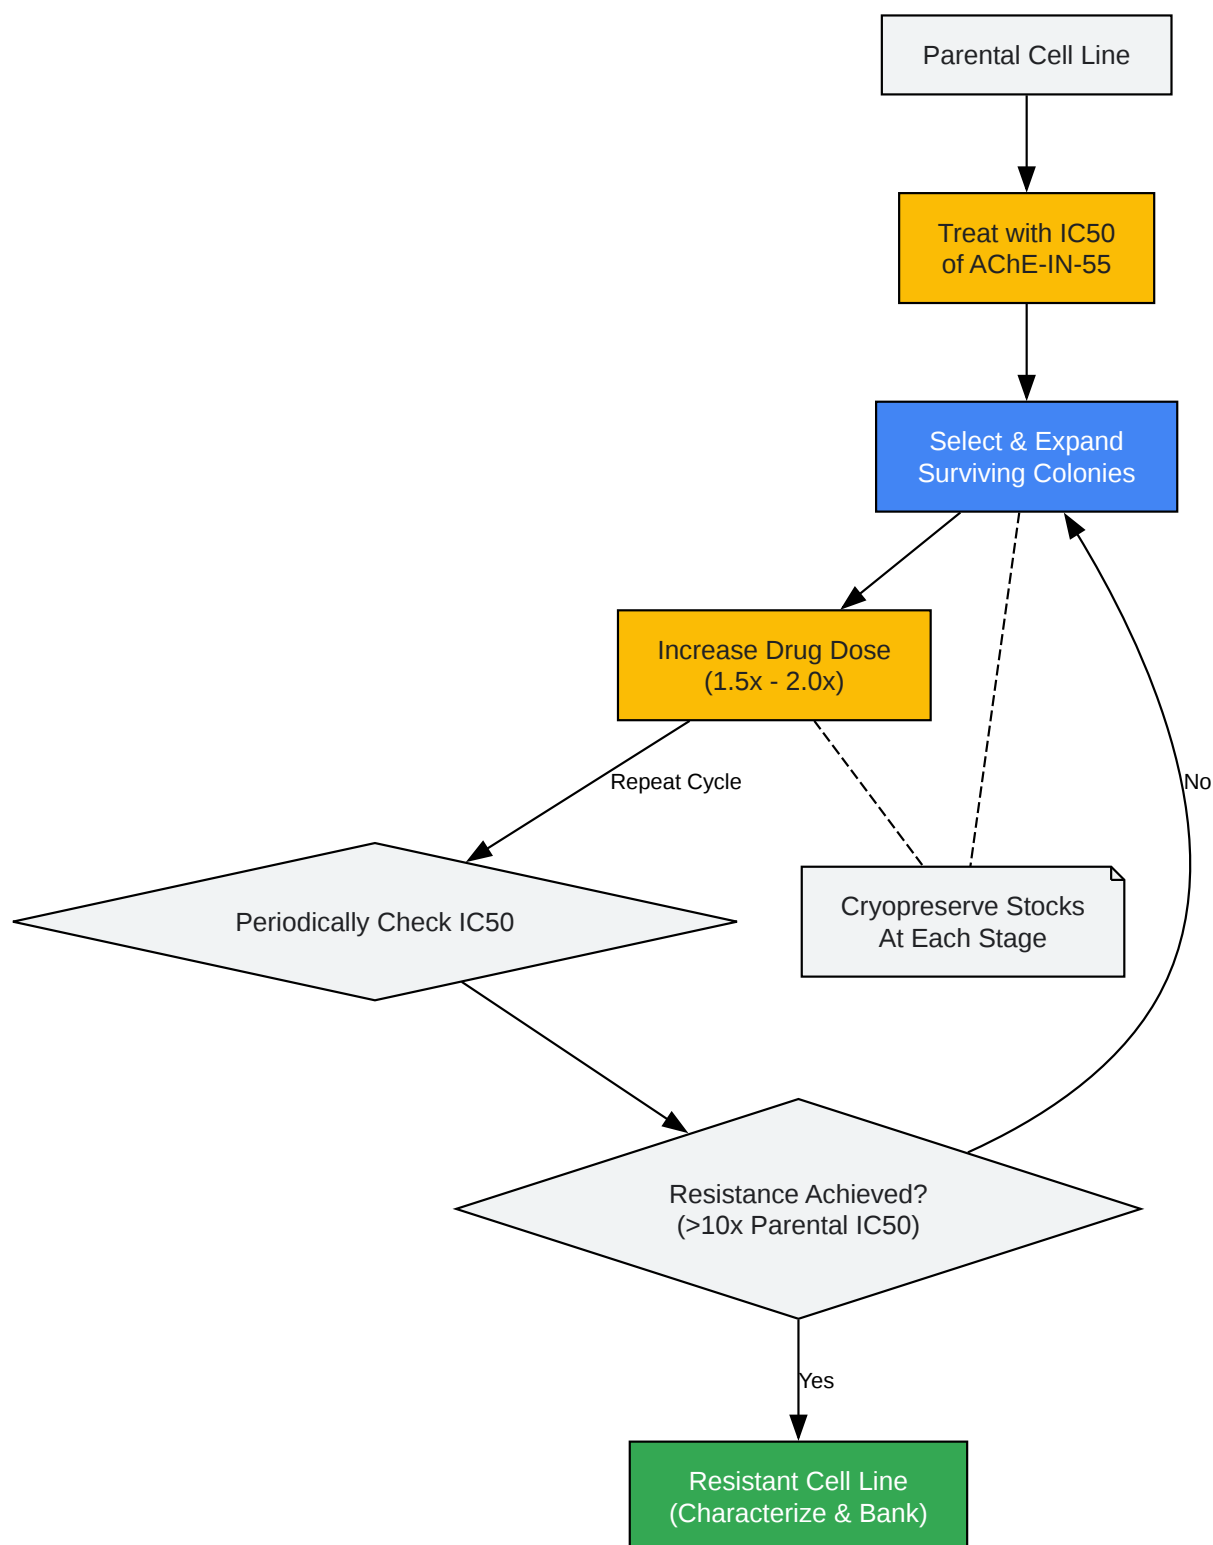 Parental Cell Line
Treat with IC50
of AChE-IN-55
Select & Expand
Surviving Colonies
Increase Drug Dose
(1.5x - 2.0x)
Repeat Cycle
No
Periodically Check IC50
Cryopreserve Stocks
At Each Stage
Resistance Achieved?
(>10x Parental IC50)
Yes
Resistant Cell Line
(Characterize & Bank)